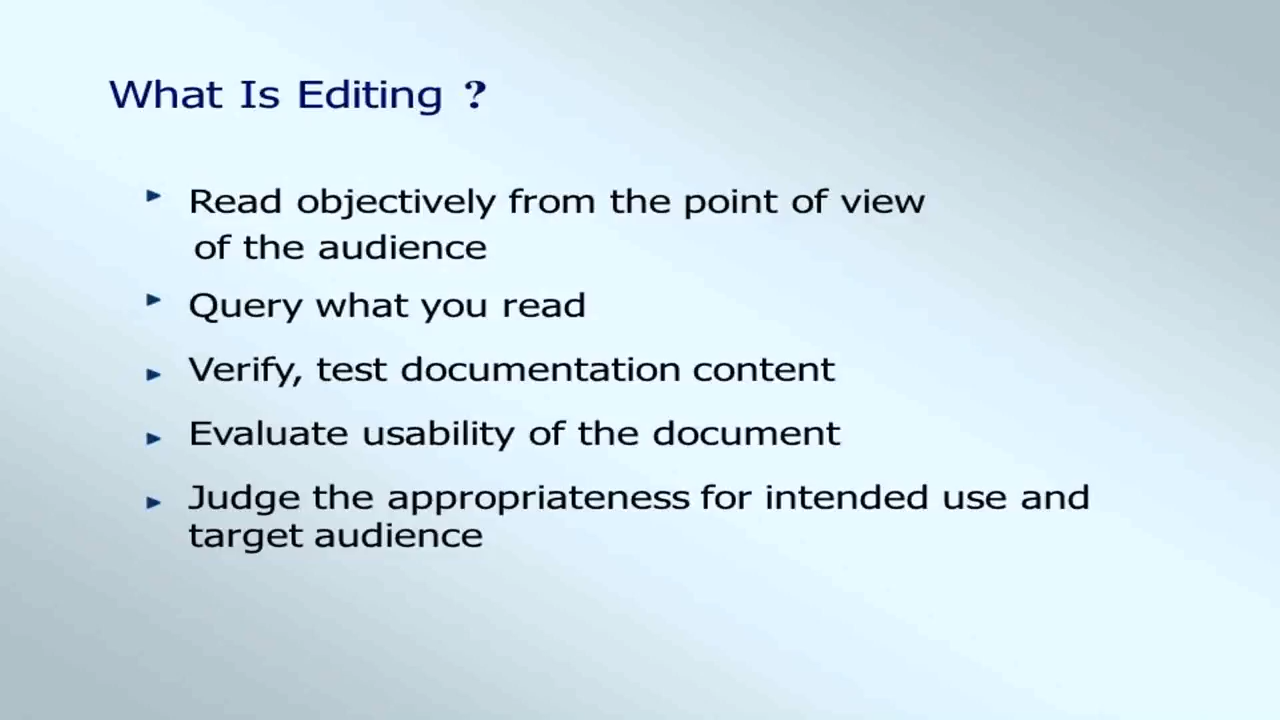 What Is Editing ?
Read objectively from the point of view
of the audience
Query what you read
Verify, test documentation content
Evaluate usability of the document
Judge the appropriateness for intended use and
target audience